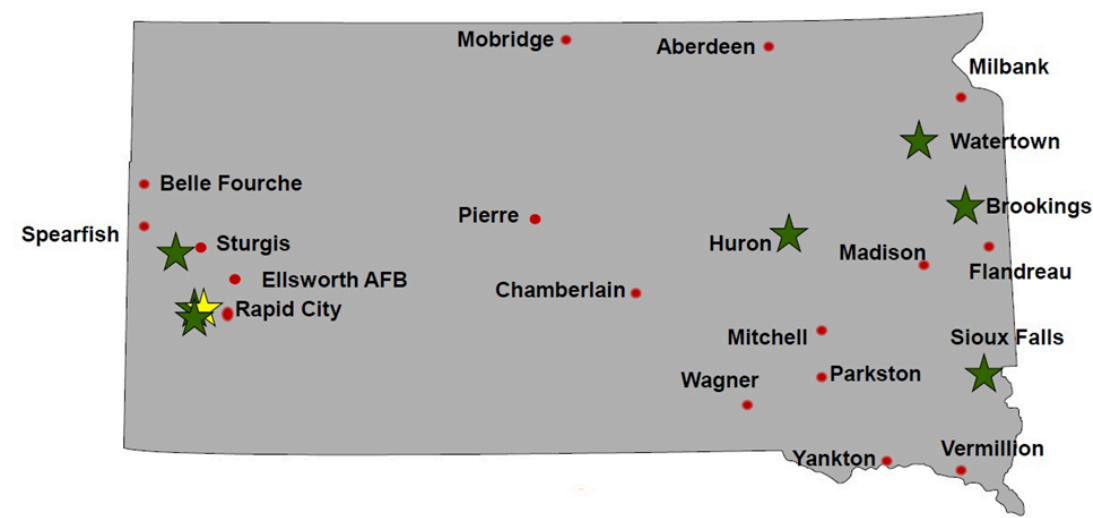 Mobridge
Aberdeen
Milbank
Watertown
Belle Fourche
Brookings
Pierre
Spearfish
Sturgis
Huron
Madison
Flandreau
Ellsworth AFB
Chamberlain
Rapid City
Mitchell
Sioux Falls
Wagner
Parkston
Yankton
Vermillion